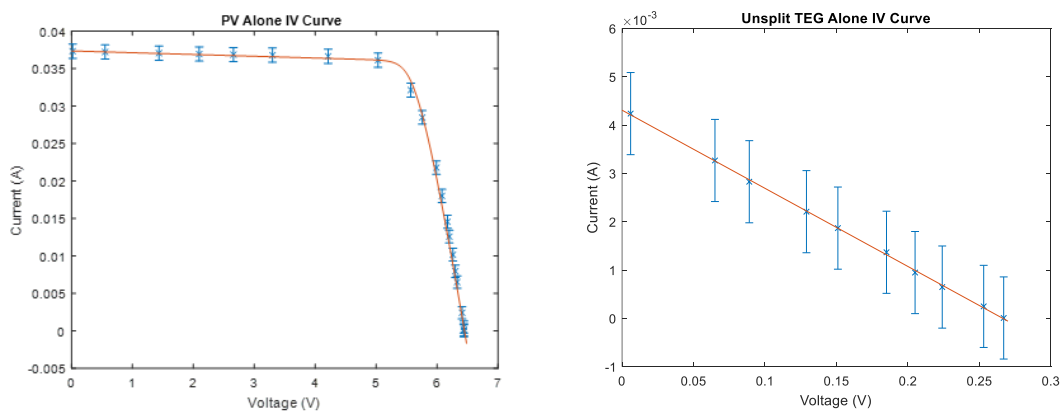 PV Alone IV Curve
0.04
0.035
0.03
0.025
0.02
0.015
0.01
0.005
0
-0.005
Current (A)
0 1 2 3 4 5 6 7
Voltage (V)
Unsplit TEG Alone IV Curve
×10⁻³
6
5
4
3
2
1
0
-1
Current (A)
0 0.05 0.1 0.15 0.2 0.25 0.3
Voltage (V)